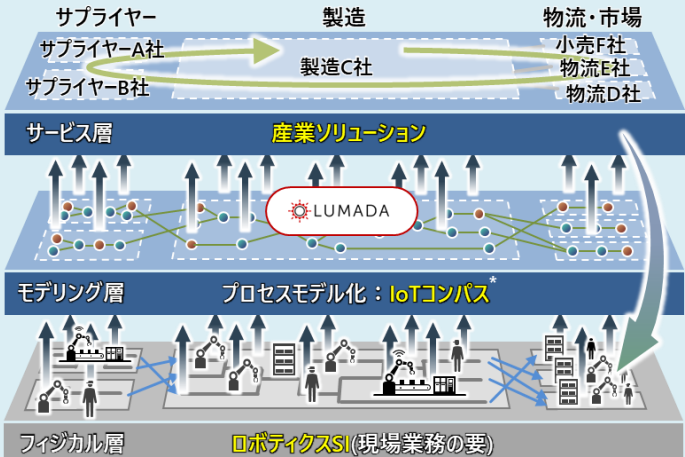 サプライヤー 製造 物流・市場
サプライヤーA社 小売F社
製造C社 物流E社
サプライヤーB社 物流D社
サービス層 産業ソリューション
LUMADA
モデリング層 プロセスモデル化：IoTコンパス*
フィジカル層 ロボティクスSI(現場業務の要)